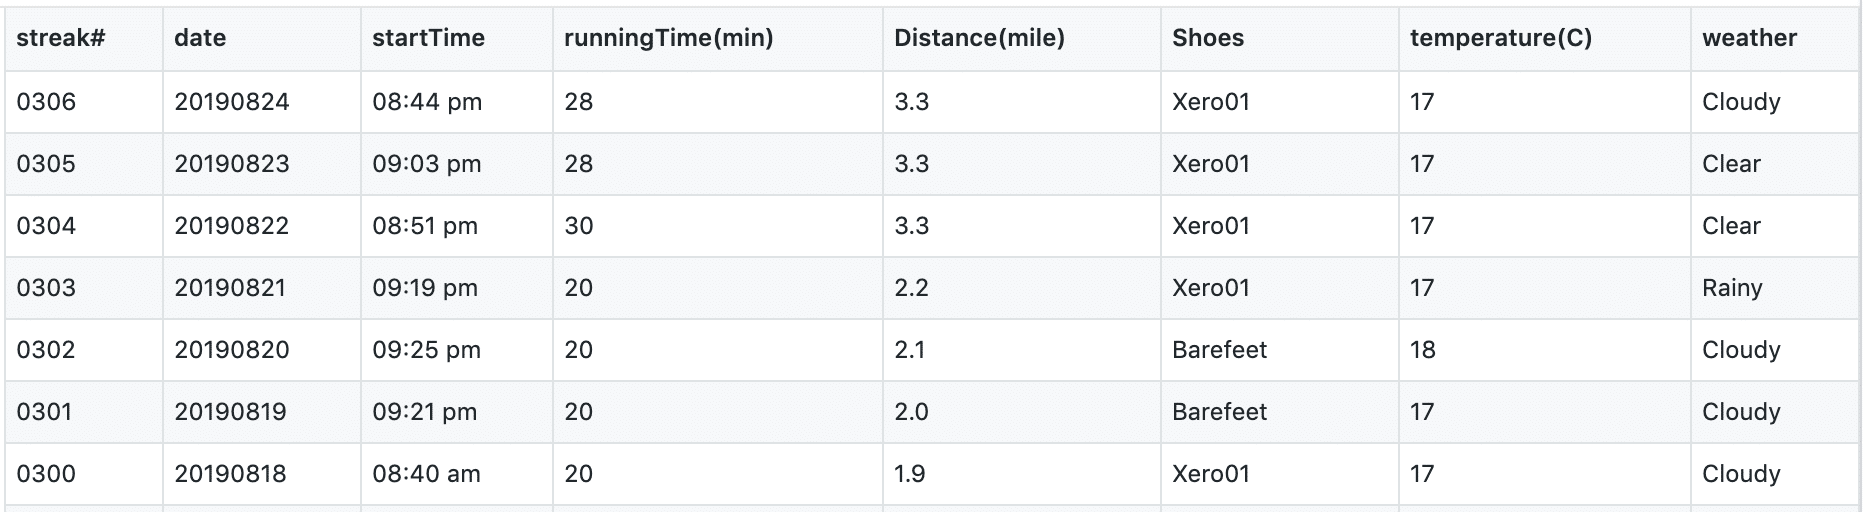 streak# date startTime runningTime(min) Distance(mile) Shoes temperature(C) weather
0306 20190824 08:44 pm 28 3.3 Xero01 17 Cloudy
0305 20190823 09:03 pm 28 3.3 Xero01 17 Clear
0304 20190822 08:51 pm 30 3.3 Xero01 17 Clear
0303 20190821 09:19 pm 20 2.2 Xero01 17 Rainy
0302 20190820 09:25 pm 20 2.1 Barefeet 18 Cloudy
0301 20190819 09:21 pm 20 2.0 Barefeet 17 Cloudy
0300 20190818 08:40 am 20 1.9 Xero01 17 Cloudy